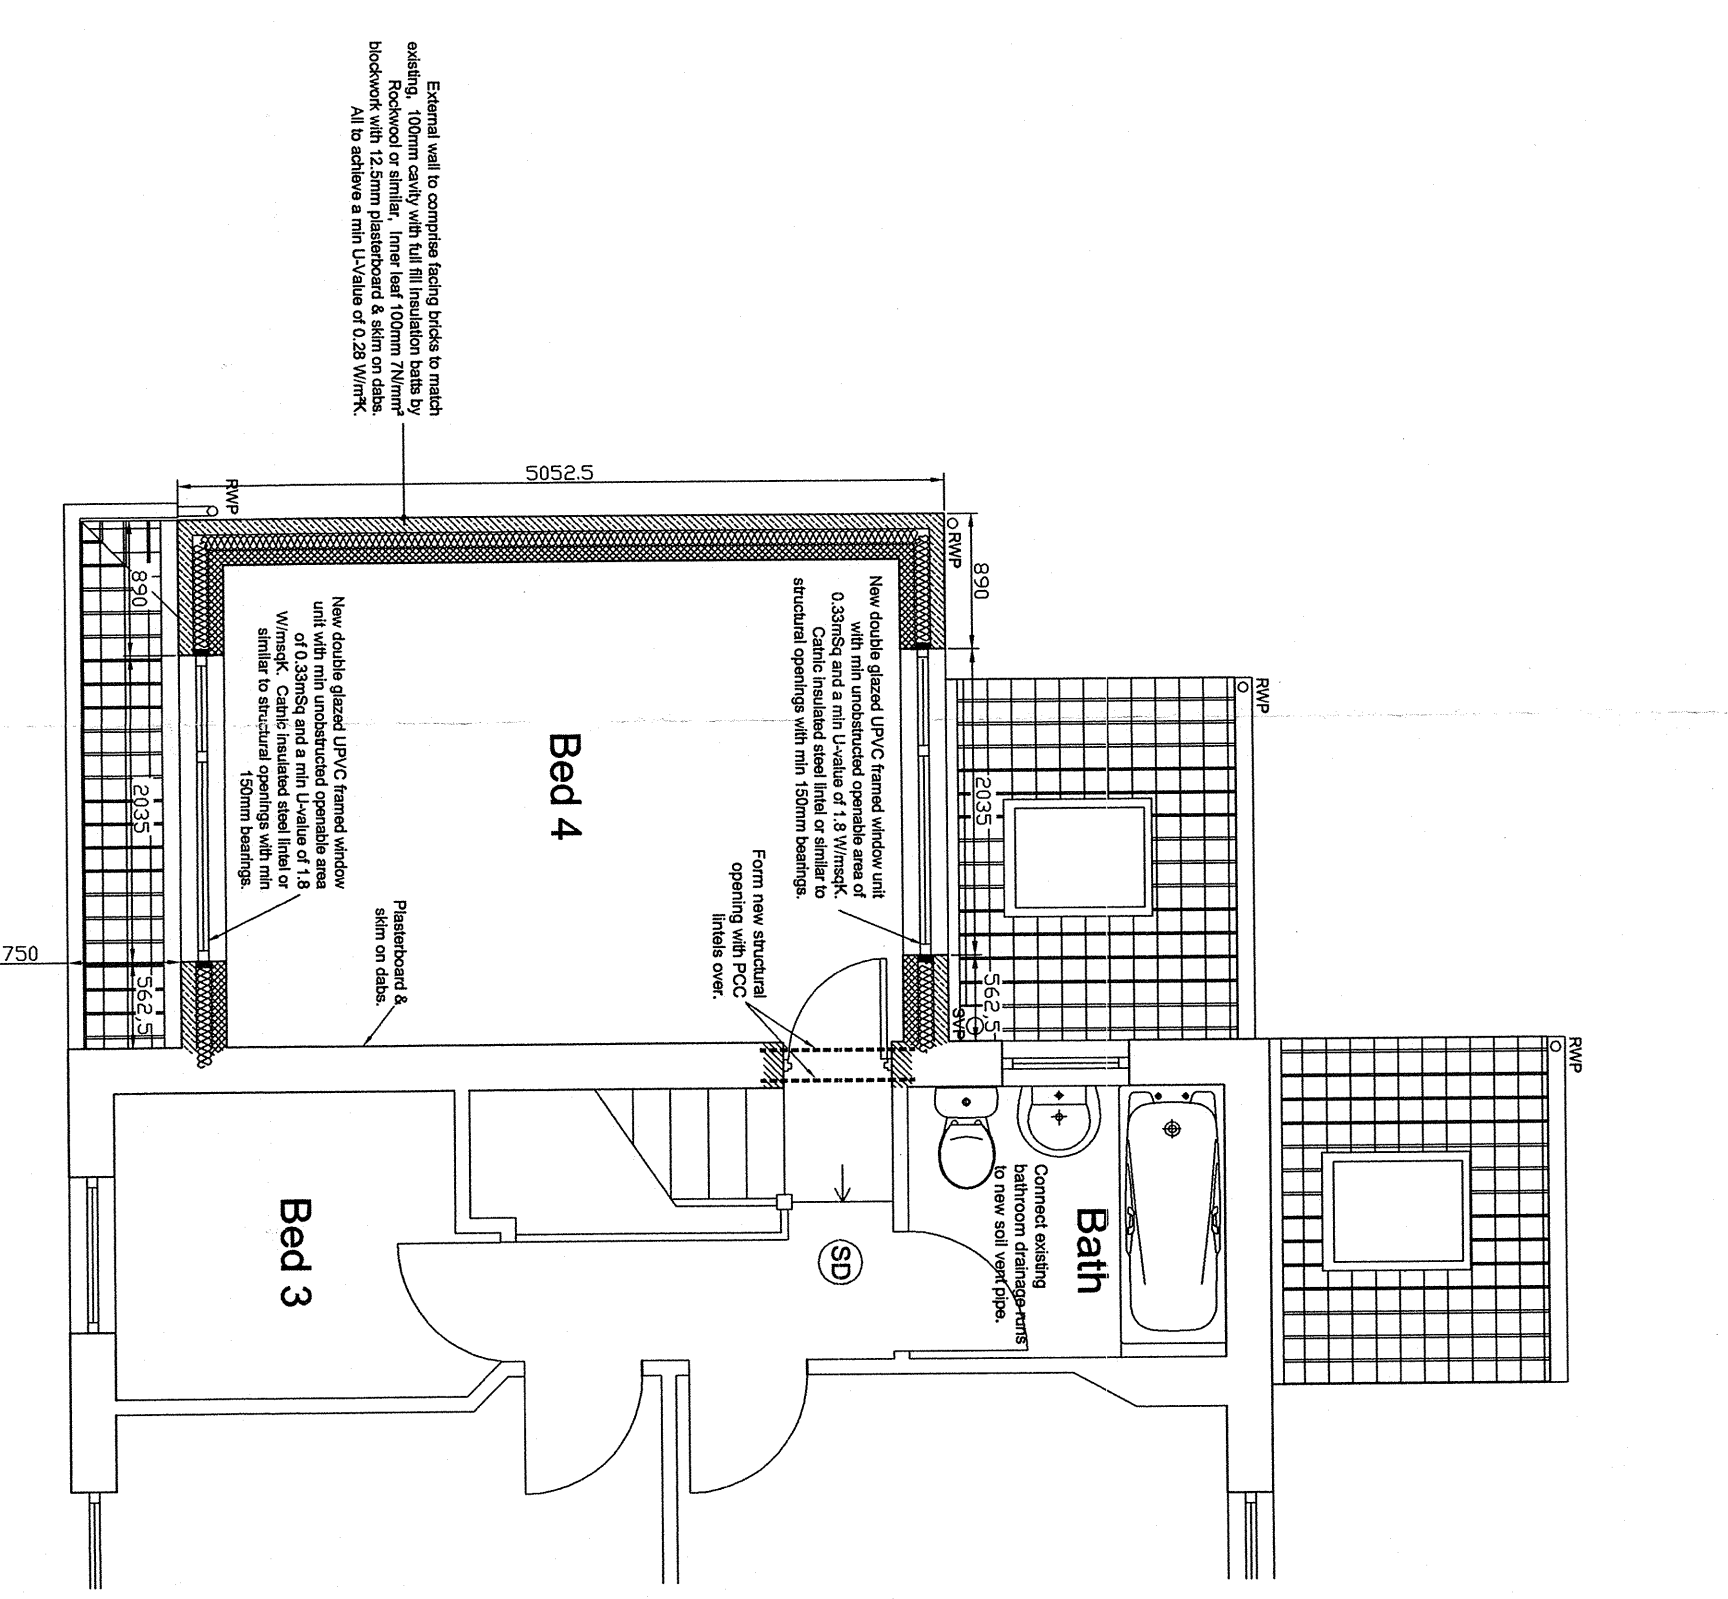 External wall to comprise facing bricks to match
existing, 100mm cavity with full fill insulation batts by
Rockwool or similar, Inner leaf 100mm 7N/mm²
blockwork with 12.5mm plasterboard & skim on dabs.
All to achieve a min U-Value of 0.28 W/m²K.
5052.5
RWP
RWP
890
890
RWP
New double glazed UPVC framed window unit
with min unobstructed openable area of
0.33mSq and a min U-value of 1.8 W/msqK.
Catnic insulated steel lintel or similar to
structural openings with min 150mm bearings.
New double glazed UPVC framed window
unit with min unobstructed openable area
of 0.33mSq and a min U-value of 1.8
W/msqK. Catnic insulated steel lintel or
similar to structural openings with min
150mm bearings.
Bed 4
2035
2035
Form new structural
opening with PCC
lintels over.
Plasterboard &
skim on dabs.
750
562,5
562,5
SVP
RWP
Connect existing
bathroom drainage runs
to new soil vent pipe.
Bath
SD
Bed 3